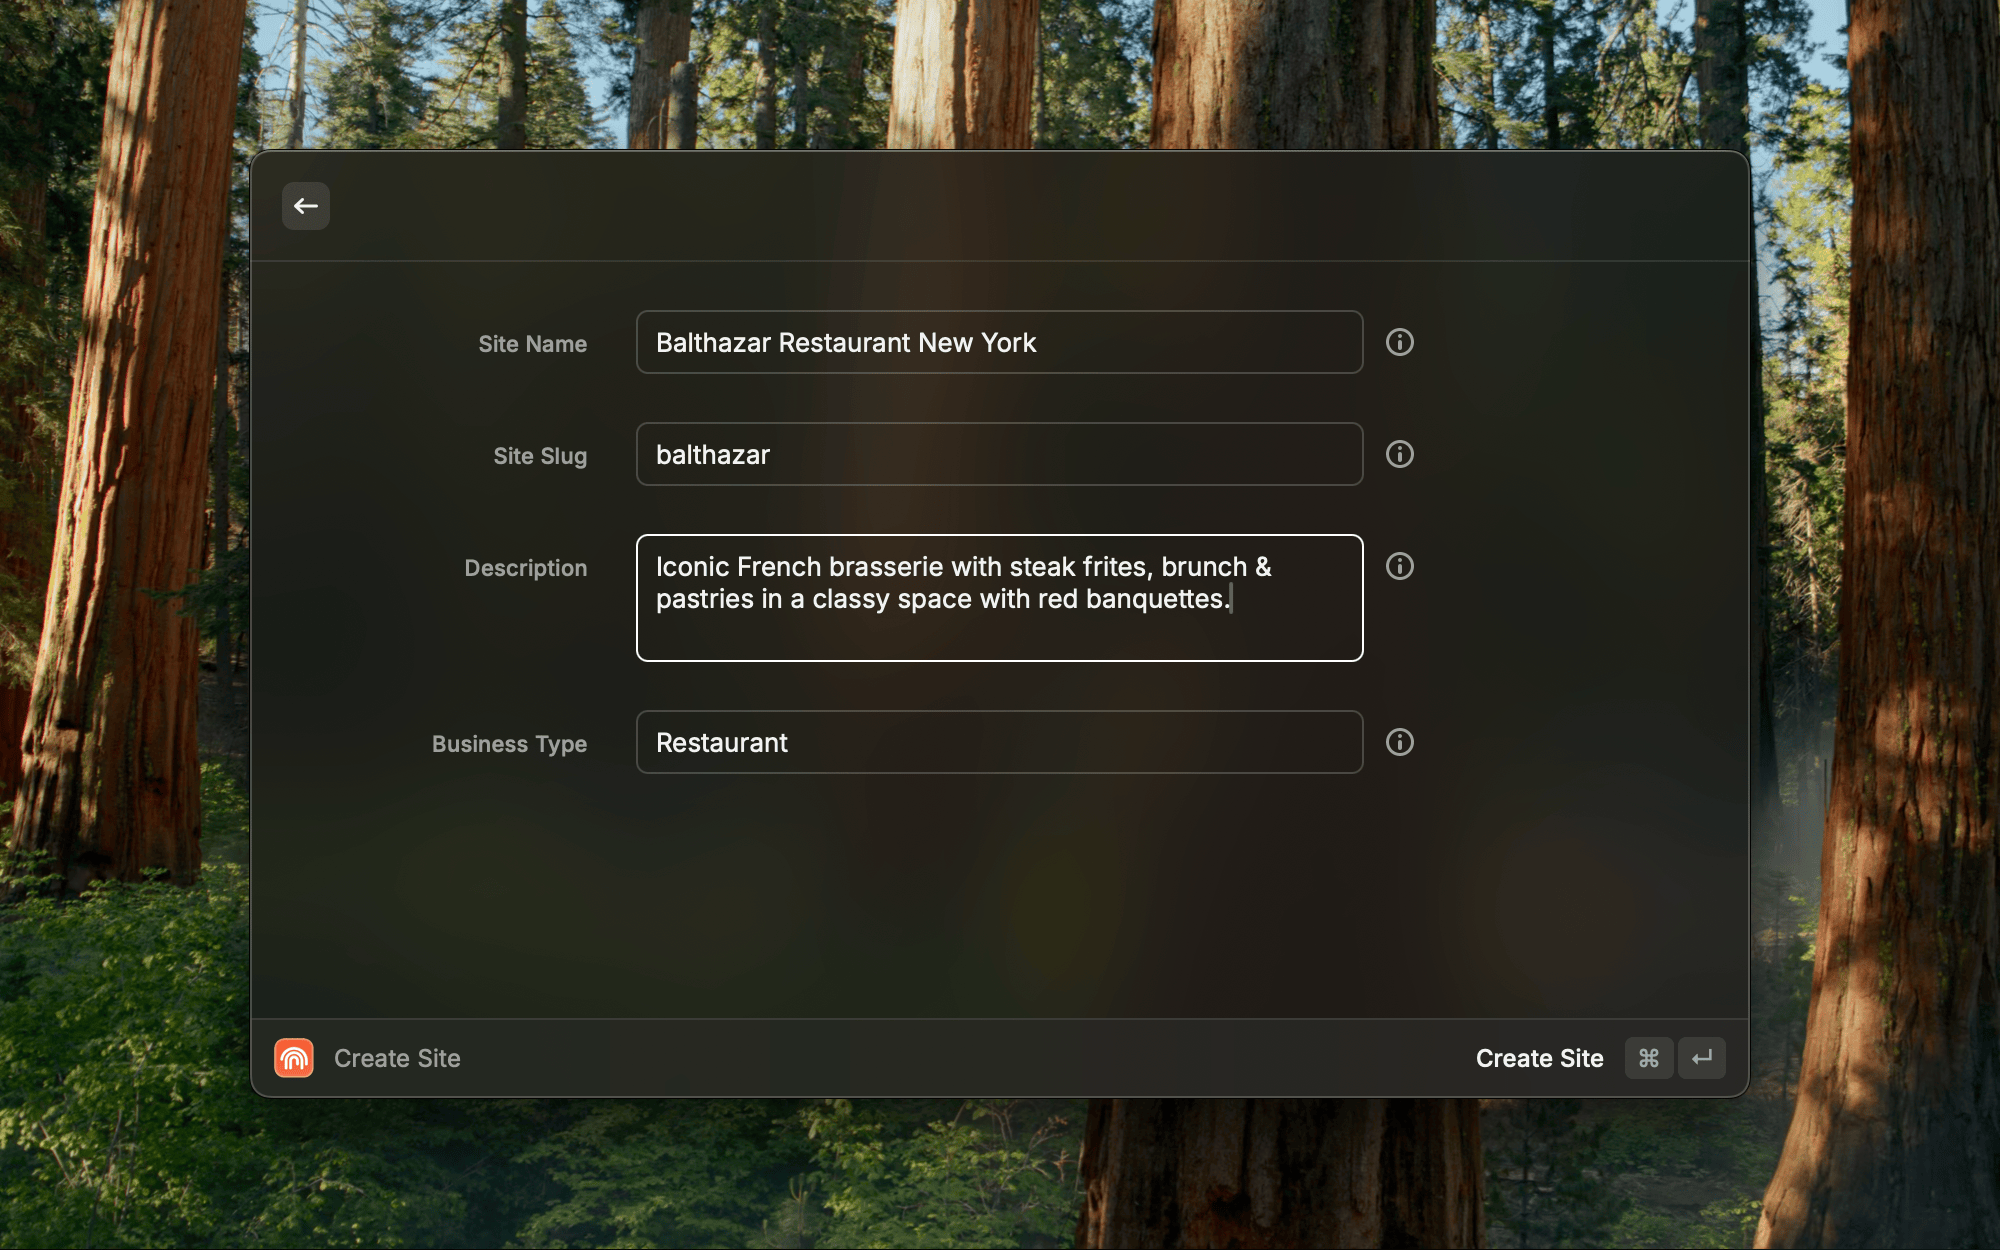 Site Name
Balthazar Restaurant New York
Site Slug
balthazar
Description
Iconic French brasserie with steak frites, brunch &
pastries in a classy space with red banquettes.
Business Type
Restaurant
Create Site
Create Site ⌘ ↵